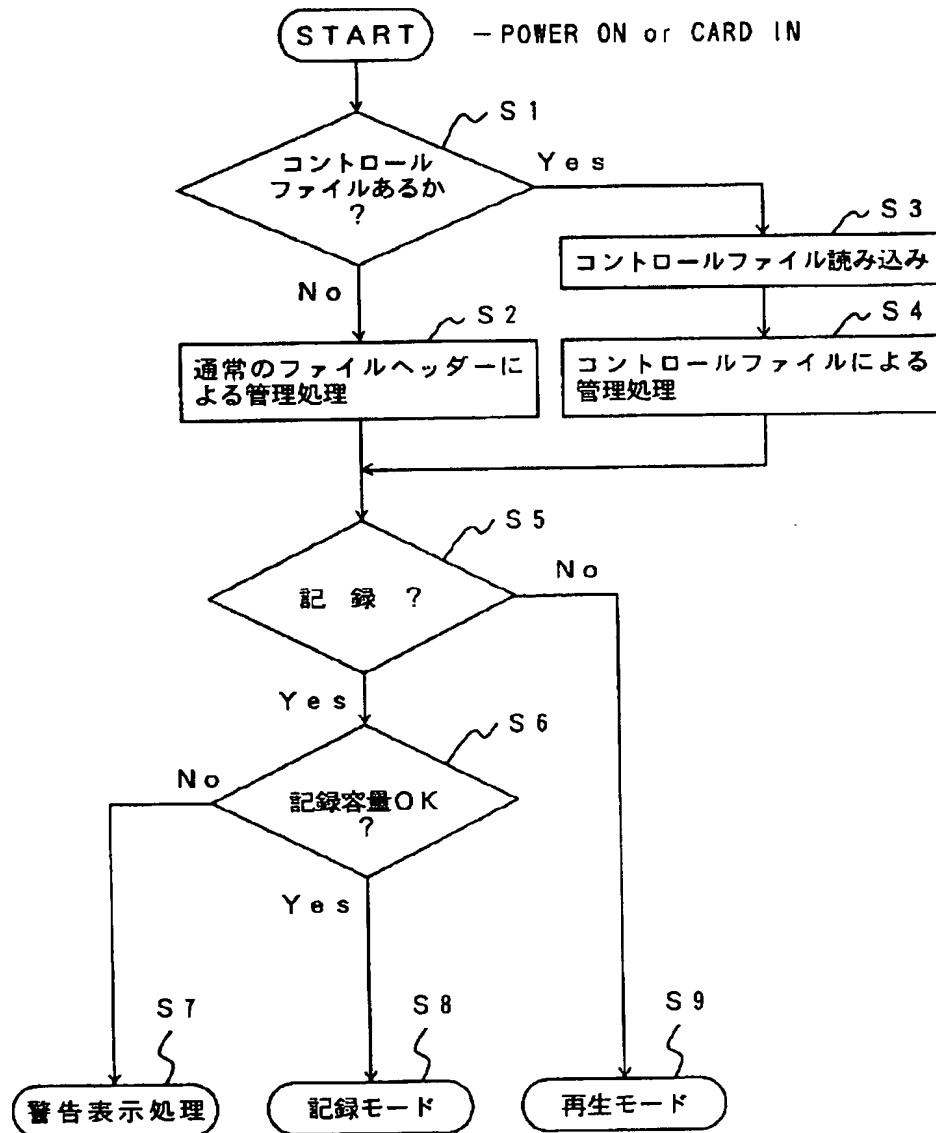 START －POWER ON or CARD IN
S1
コントロール
ファイルあるか
？
Yes
No
S3
コントロールファイル読み込み
S2
通常のファイルヘッダーに
よる管理処理
S4
コントロールファイルによる
管理処理
S5
記録？
No
Yes
S6
記録容量OK
？
No
Yes
S7
警告表示処理
S8
記録モード
S9
再生モード